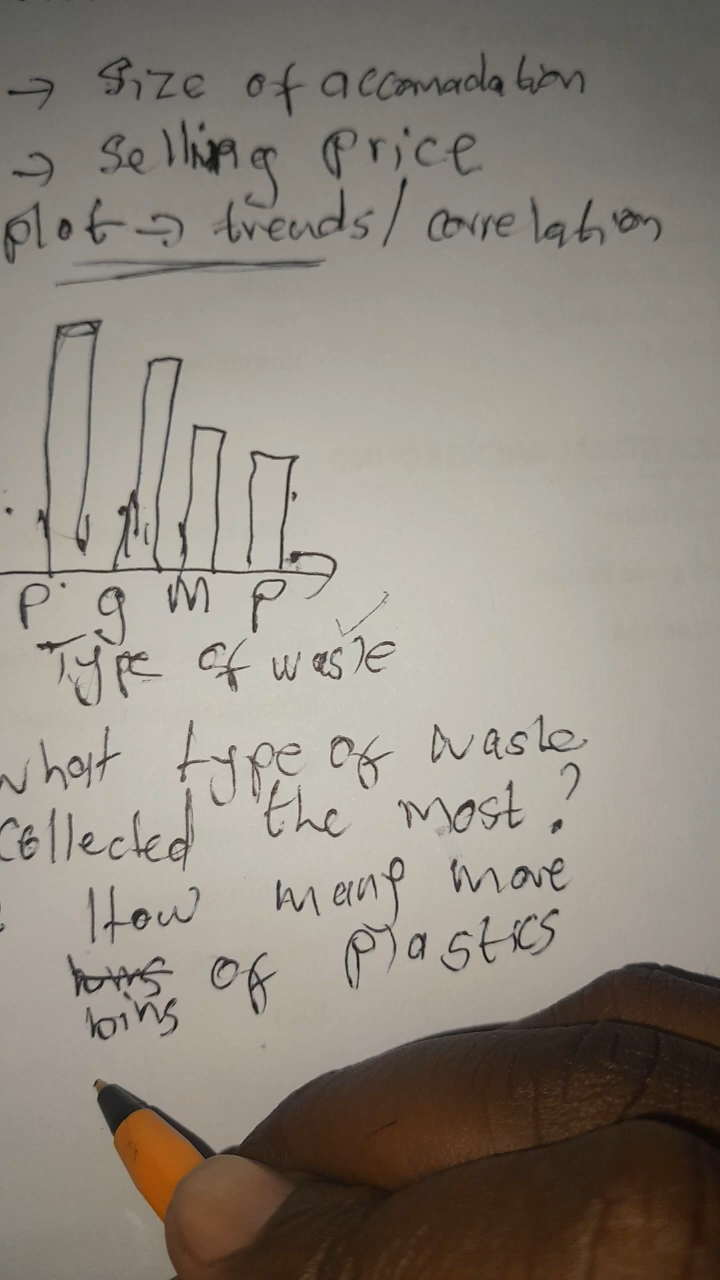 → Size of accomadation
→ Selling price
plot → trends/ correlation
P g M P
Type of waste
what type of waste
collected the most?
How many more
of plastics
bins